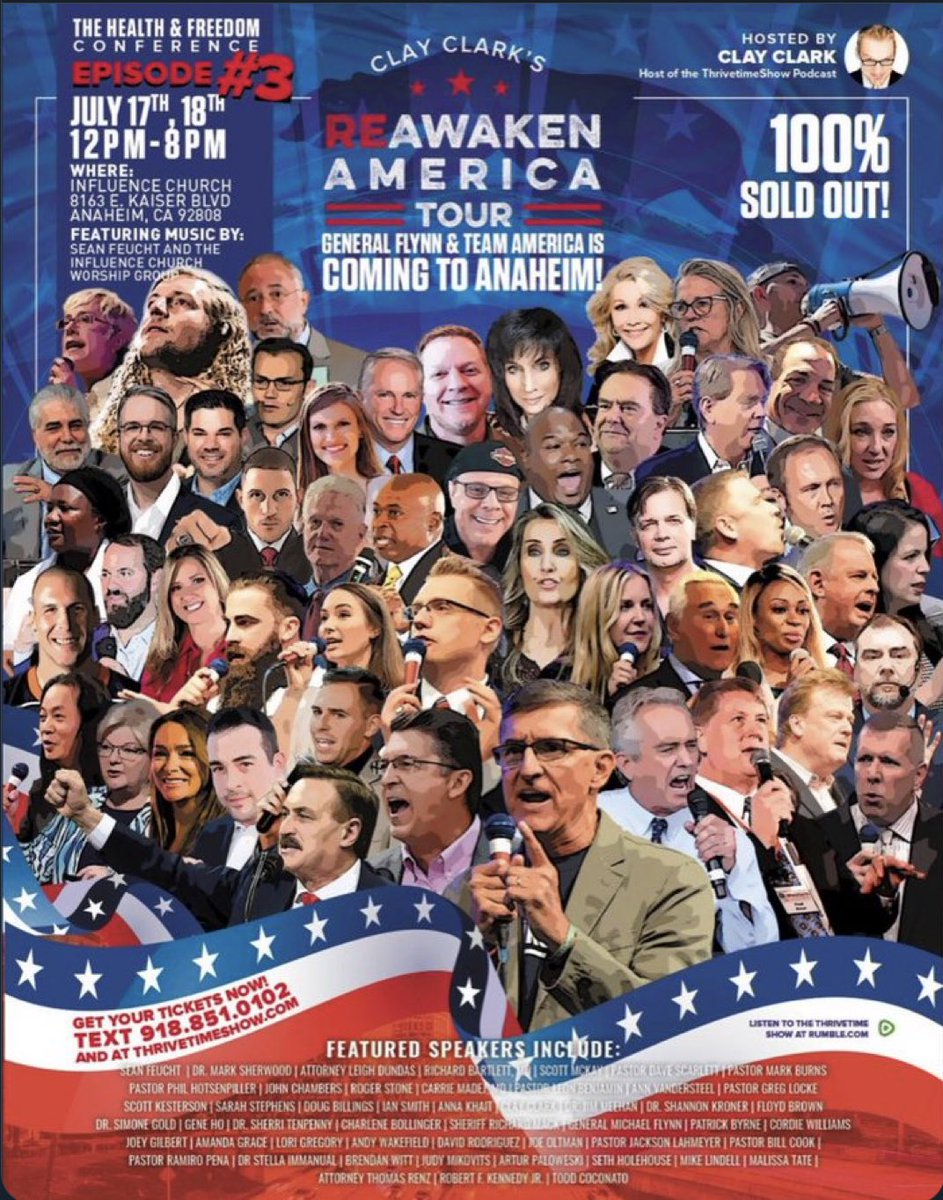 THE HEALTH & FREEDOM
CONFERENCE
EPISODE #3
JULY 17TH, 18TH
12PM-8PM
WHERE:
INFLUENCE CHURCH
8163 E. KAISER BLVD
ANAHEIM, CA 92808
FEATURING MUSIC BY:
SEAN FEUCHT AND THE
INFLUENCE CHURCH
WORSHIP GROUP
CLAY CLARK'S
REAWAKEN
AMERICA
TOUR
GENERAL FLYNN & TEAM AMERICA IS
COMING TO ANAHEIM!
HOSTED BY
CLAY CLARK
Host of the ThrivetimeShow Podcast
100%
SOLD OUT!
GET YOUR TICKETS NOW!
TEXT 918.851.0102
AND AT THRIVETIMESHOW.COM
LISTEN TO THE THRIVETIME
SHOW AT RUMBLE.COM
FEATURED SPEAKERS INCLUDE:
SEAN FEUCHT | DR. MARK SHERWOOD | ATTORNEY LEIGH DUNDAS | RICHARD BARTLETT, | SCOTT MCKAY | PASTOR DAVE SCARLETT | PASTOR MARK BURNS
PASTOR PHIL HOTSENPILLER | JOHN CHAMBERS | ROGER STONE | CARRIE MADEJ | PASTOR LEON BENJAMIN | ANN VANDERSTEEL | PASTOR GREG LOCKE
SCOTT KESTERSON | SARAH STEPHENS | DOUG BILLINGS | IAN SMITH | ANNA KHAIT | CLAY CLARK | MEEHAN | DR. SHANNON KRONER | FLOYD BROWN
DR. SIMONE GOLD | GENE HO | DR. SHERRI TENPENNY | CHARLENE BOLLINGER | SHERIFF RICHARD MACK | GENERAL MICHAEL FLYNN | PATRICK BYRNE | CORDIE WILLIAMS
JOEY GILBERT | AMANDA GRACE | LORI GREGORY | ANDY WAKEFIELD | DAVID RODRIGUEZ | JOE OLTMAN | PASTOR JACKSON LAHMEYER | PASTOR BILL COOK |
PASTOR RAMIRO PENA | DR STELLA IMMANUAL | BRENDAN WITT | JUDY MIKOVITS | ARTUR PALOWESKI | SETH HOLEHOUSE | MIKE LINDELL | MALISSA TATE |
ATTORNEY THOMAS RENZ | ROBERT F. KENNEDY JR. | TODD COCONATO